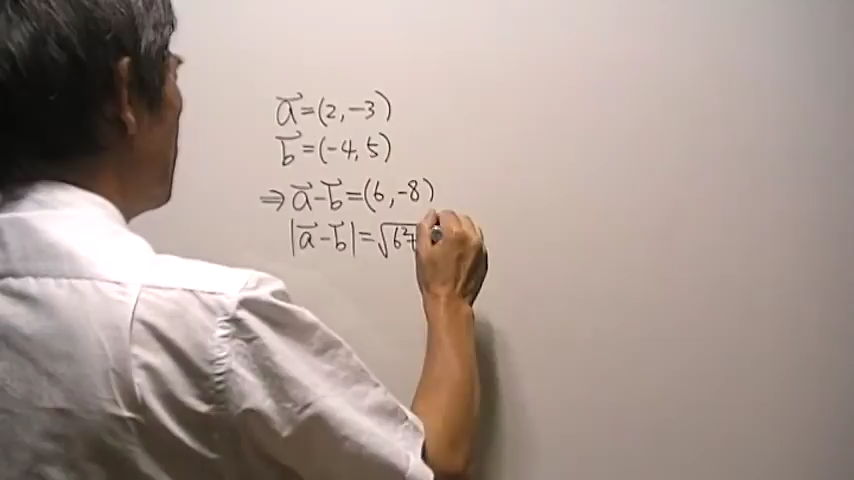 a⃗=(2,-3)
b⃗=(-4,5)
⇒a⃗-b⃗=(6,-8)
|a⃗-b⃗|=√6²+